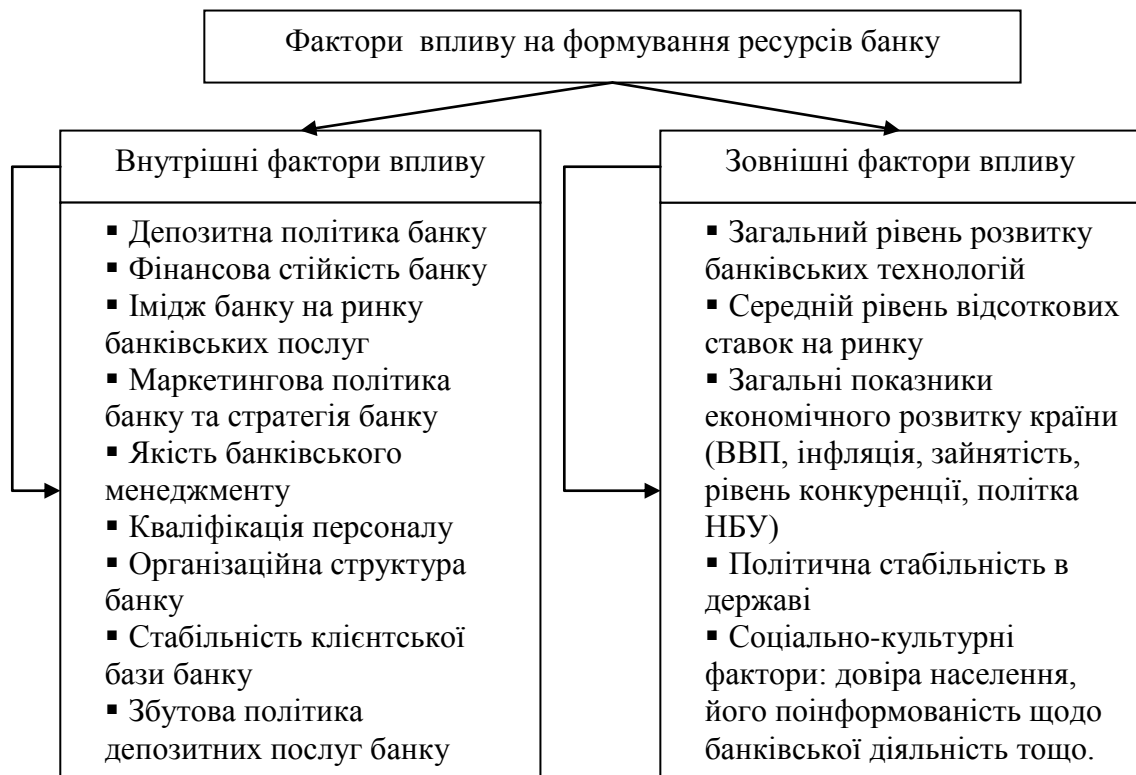 Фактори впливу на формування ресурсів банку
Внутрішні фактори впливу
▪ Депозитна політика банку
▪ Фінансова стійкість банку
▪ Імідж банку на ринку
банківських послуг
▪ Маркетингова політика
банку та стратегія банку
▪ Якість банківського
менеджменту
▪ Кваліфікація персоналу
▪ Організаційна структура
банку
▪ Стабільність клієнтської
бази банку
▪ Збутова політика
депозитних послуг банку
Зовнішні фактори впливу
▪ Загальний рівень розвитку
банківських технологій
▪ Середній рівень відсоткових
ставок на ринку
▪ Загальні показники
економічного розвитку країни
(ВВП, інфляція, зайнятість,
рівень конкуренції, політка
НБУ)
▪ Політична стабільність в
державі
▪ Соціально-культурні
фактори: довіра населення,
його поінформованість щодо
банківської діяльність тощо.